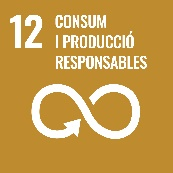 12 CONSUM
I PRODUCCIÓ
RESPONSABLES